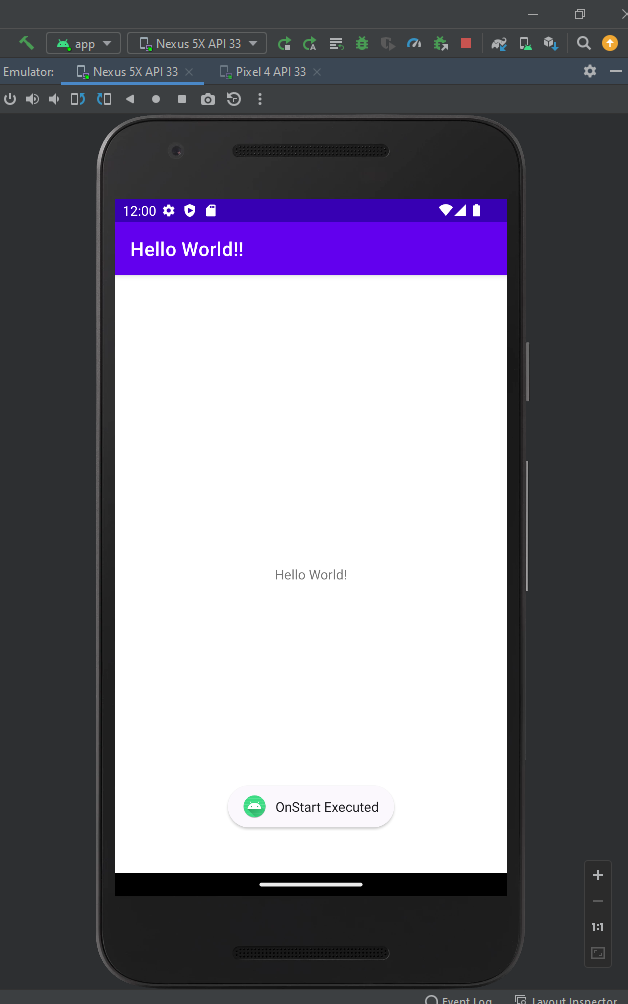 app
Nexus 5X API 33
Emulator:
Nexus 5X API 33
Pixel 4 API 33
12:00
Hello World!!
Hello World!
OnStart Executed
1:1
Event Log
Layout Inspector